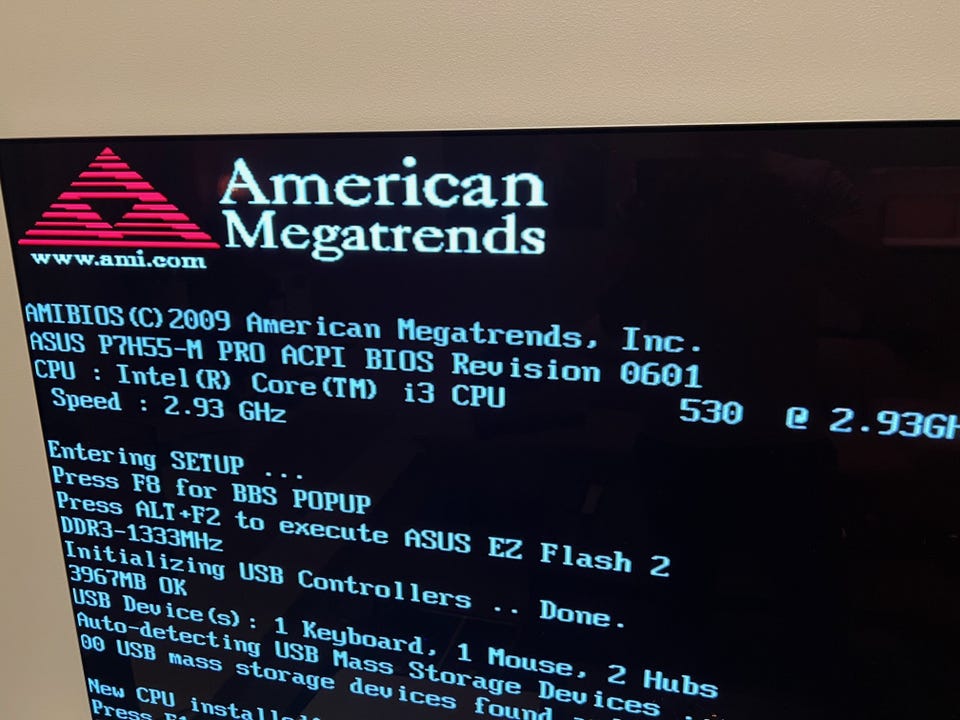 American
Megatrends
www.ami.com
AMIBIOS(C)2009 American Megatrends, Inc.
ASUS P7H55-M PRO ACPI BIOS Revision 0601
CPU : Intel(R) Core(TM) i3 CPU 530 @ 2.93GH
Speed : 2.93 GHz
Entering SETUP ...
Press F8 for BBS POPUP
Press ALT+F2 to execute ASUS EZ Flash 2
DDR3-1333MHz
Initializing USB Controllers .. Done.
3967MB OK
USB Device(s): 1 Keyboard, 1 Mouse, 2 Hubs
Auto-detecting USB Mass Storage Devices ..
00 USB mass storage devices found
New CPU installed
Press